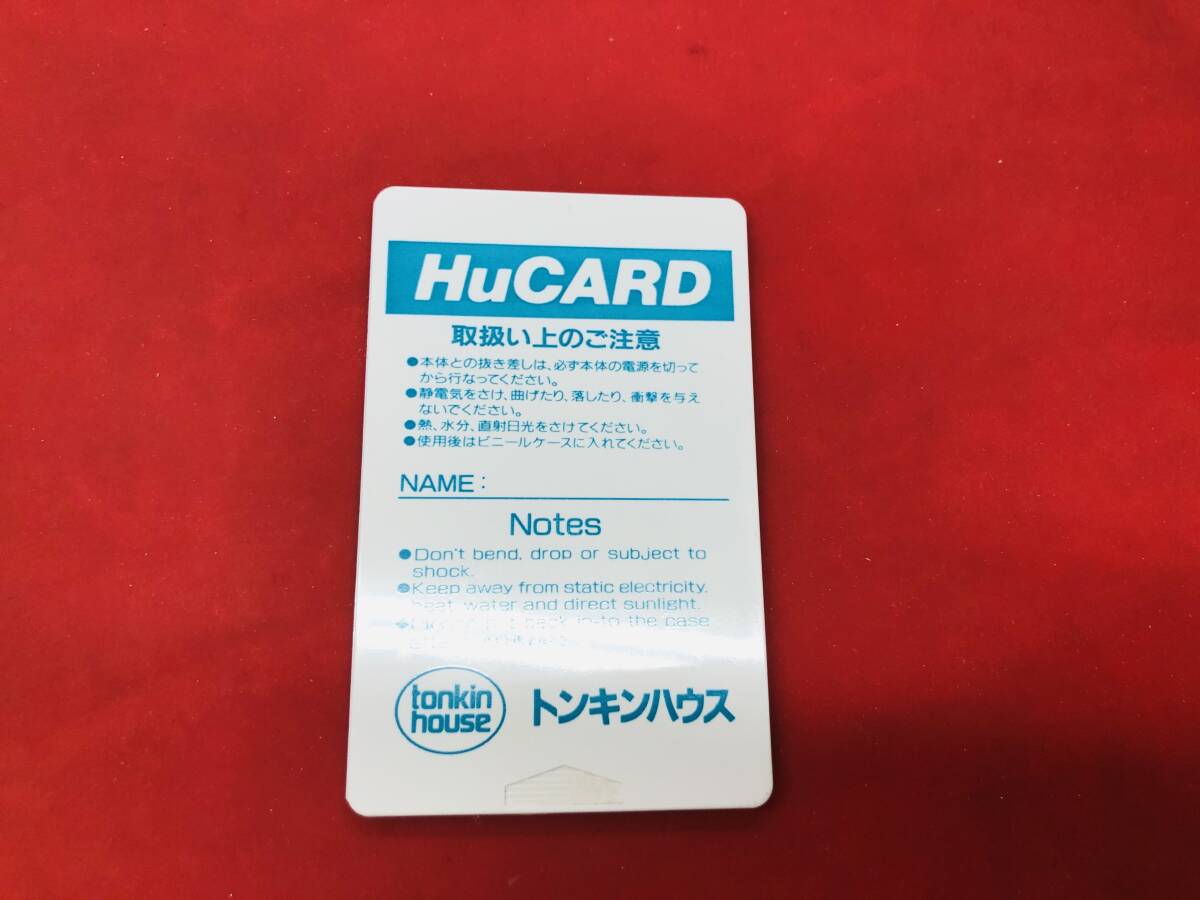 HuCARD
取扱い上のご注意
●本体との抜き差しは、必ず本体の電源を切って
から行なってください。
●静電気をさけ、曲げたり、落したり、衝撃を与え
ないでください。
●熱、水分、直射日光をさけてください。
●使用後はビニールケースに入れてください。
NAME:
Notes
●Don't bend, drop or subject to
shock.
●Keep away from static electricity,
heat, water and direct sunlight.
back in-to the case
tonkin
house
トンキンハウス